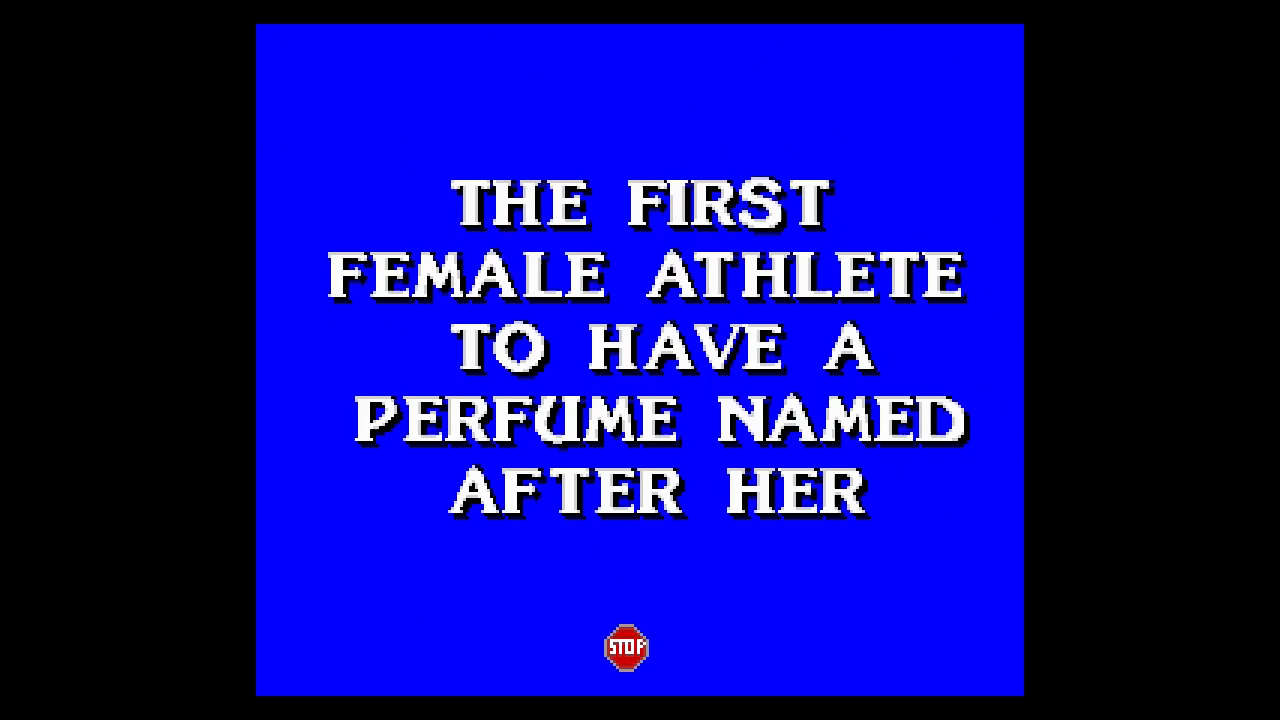 THE FIRST
FEMALE ATHLETE
TO HAVE A
PERFUME NAMED
AFTER HER
STOP